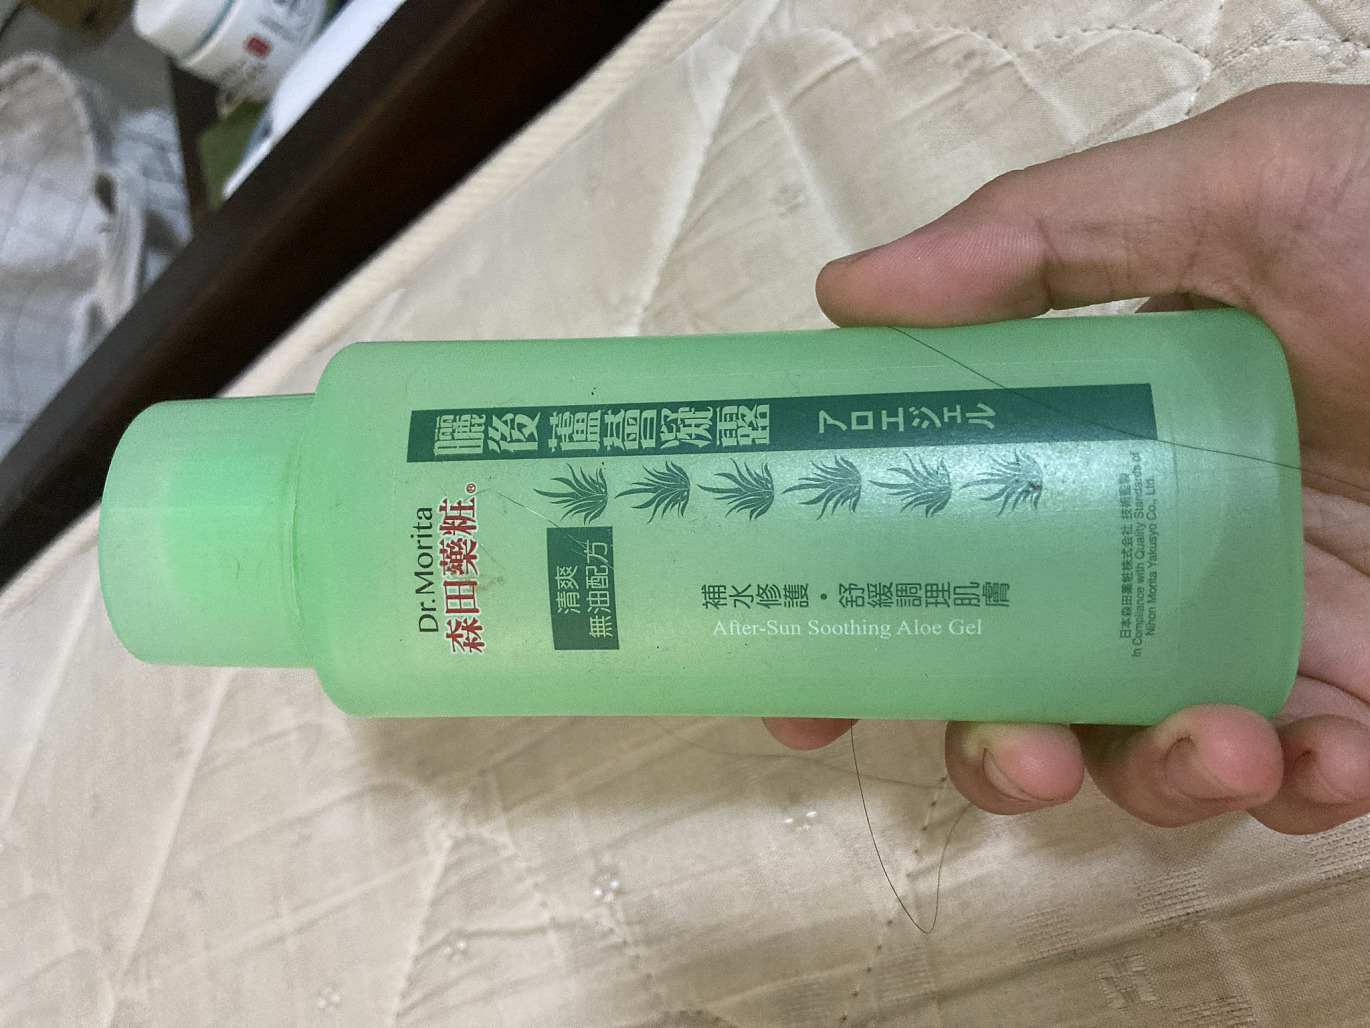 Dr.Morita
森田藥粧®
曬後蘆薈凝露 アロエジェル
清爽
無油配方
補水修護・舒緩調理肌膚
After-Sun Soothing Aloe Gel
日本森田薬粧株式会社 技術監製
In Compliance with Quality Standards of
Nihon Morita Yakusyo Co., Ltd.